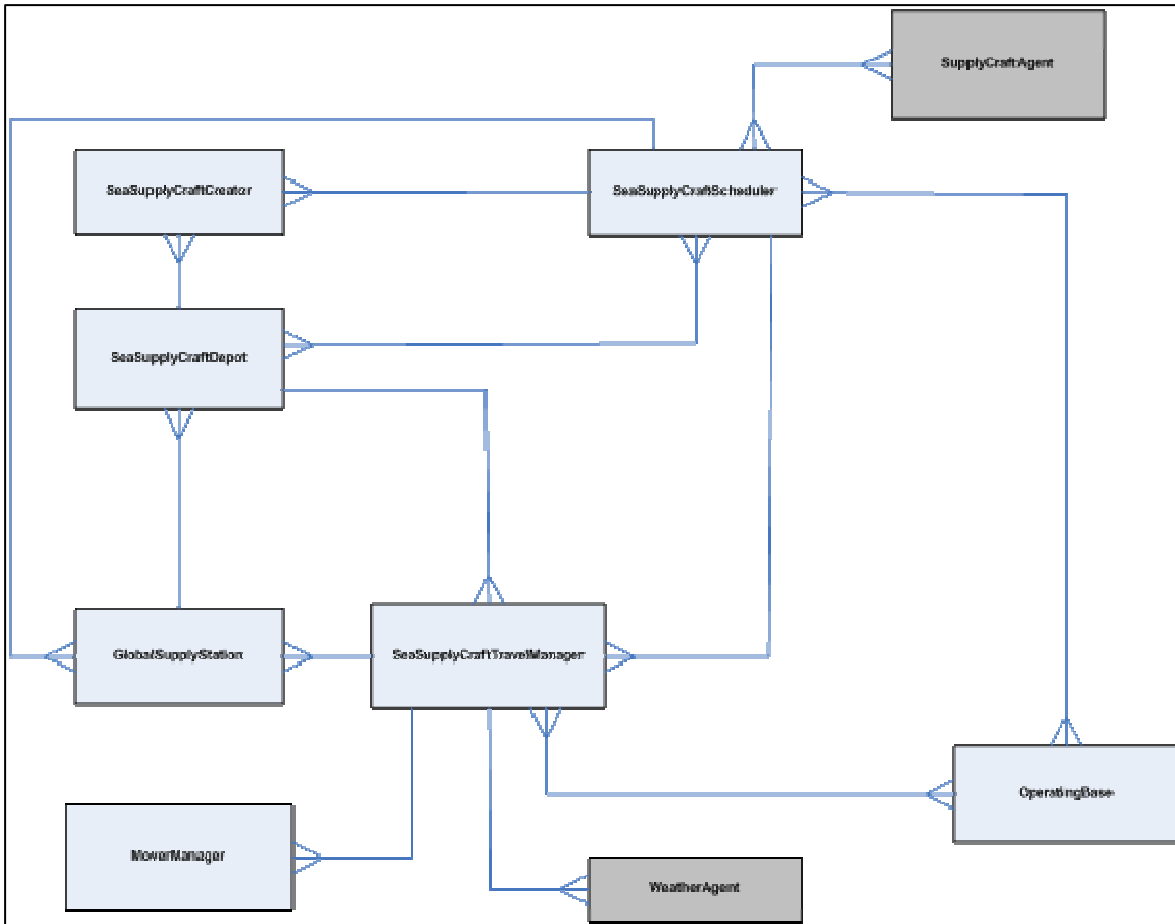 SupplyCraftAgent
SeaSupplyCraftCreator
SeaSupplyCraftScheduler
SeaSupplyCraftDepot
GlobalSupplyStation
SeaSupplyCraftTravelManager
OperatingBase
MoverManager
WeatherAgent